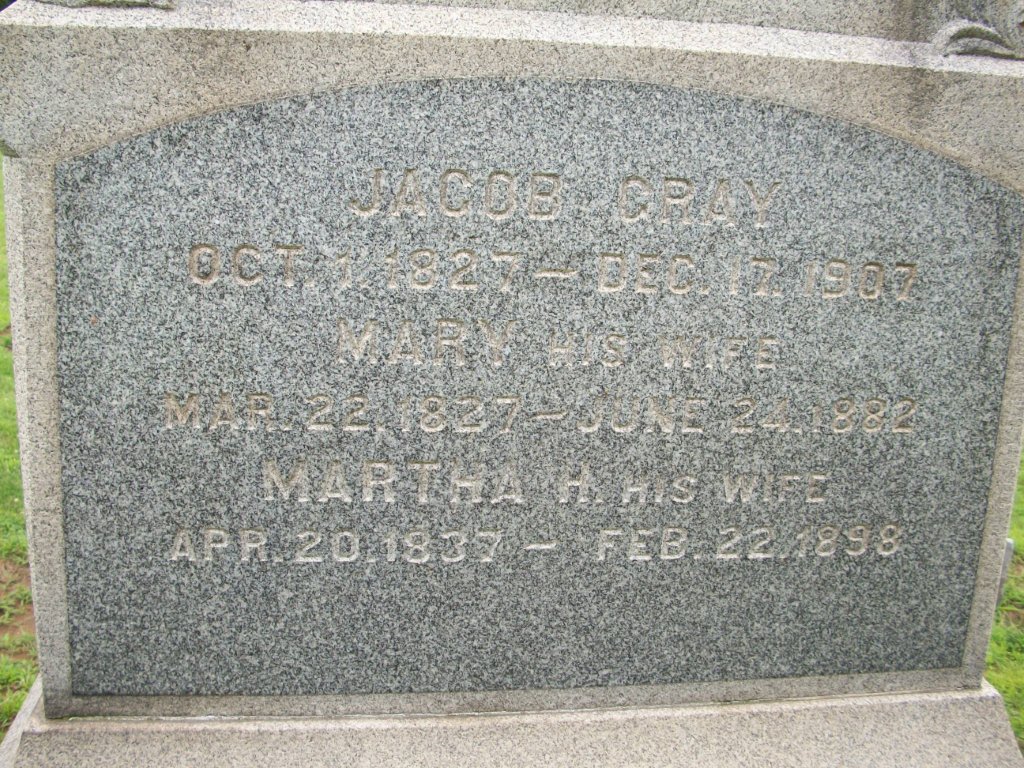 JACOB GRAY
OCT. 1, 1827 — DEC. 17, 1907
MARY HIS WIFE
MAR. 22, 1827 — JUNE 24, 1882
MARTHA H. HIS WIFE
APR. 20, 1837 — FEB. 22, 1898